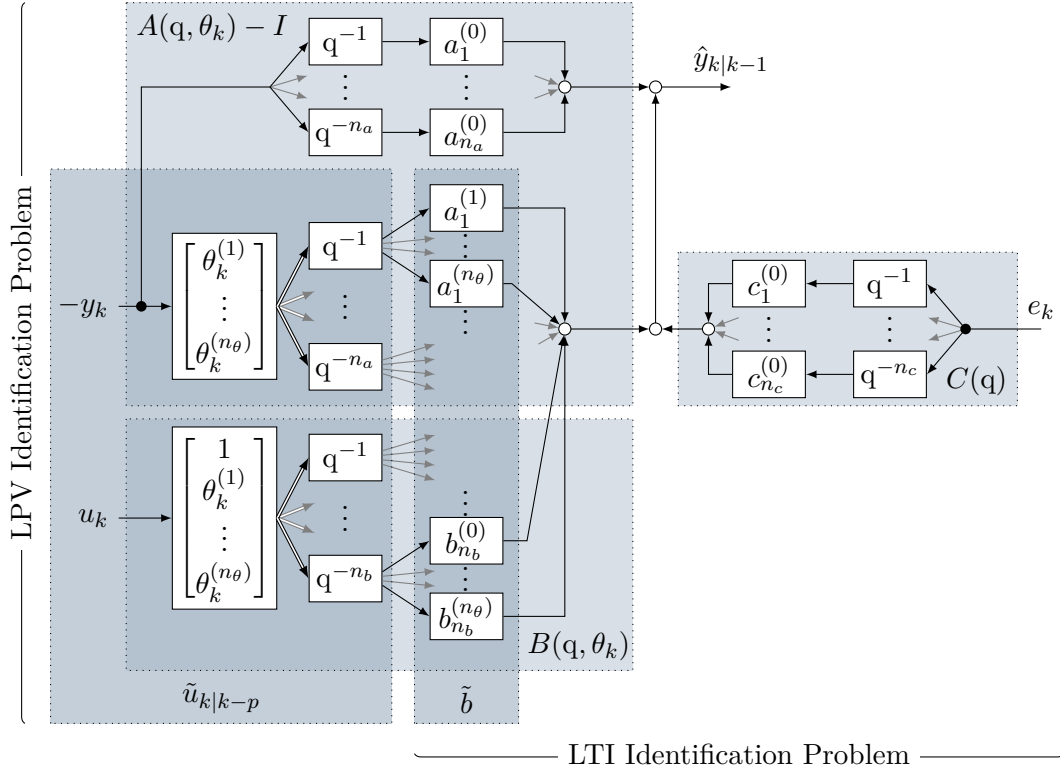 A(q, θ_k) − I
q^{−1}
a_1^{(0)}
⋮ ⋮
q^{−n_a}
a_{n_a}^{(0)}
ŷ_{k|k−1}
LPV Identification Problem
−y_k
[θ_k^{(1)} ⋮ θ_k^{(n_θ)}]
q^{−1}
⋮
q^{−n_a}
a_1^{(1)}
⋮
a_1^{(n_θ)}
⋮
c_1^{(0)}
q^{−1}
⋮ ⋮
c_{n_c}^{(0)}
q^{−n_c}
e_k
C(q)
u_k
[1 θ_k^{(1)} ⋮ θ_k^{(n_θ)}]
q^{−1}
⋮
q^{−n_b}
⋮
b_{n_b}^{(0)}
⋮
b_{n_b}^{(n_θ)}
B(q, θ_k)
ũ_{k|k−p}
b̃
LTI Identification Problem